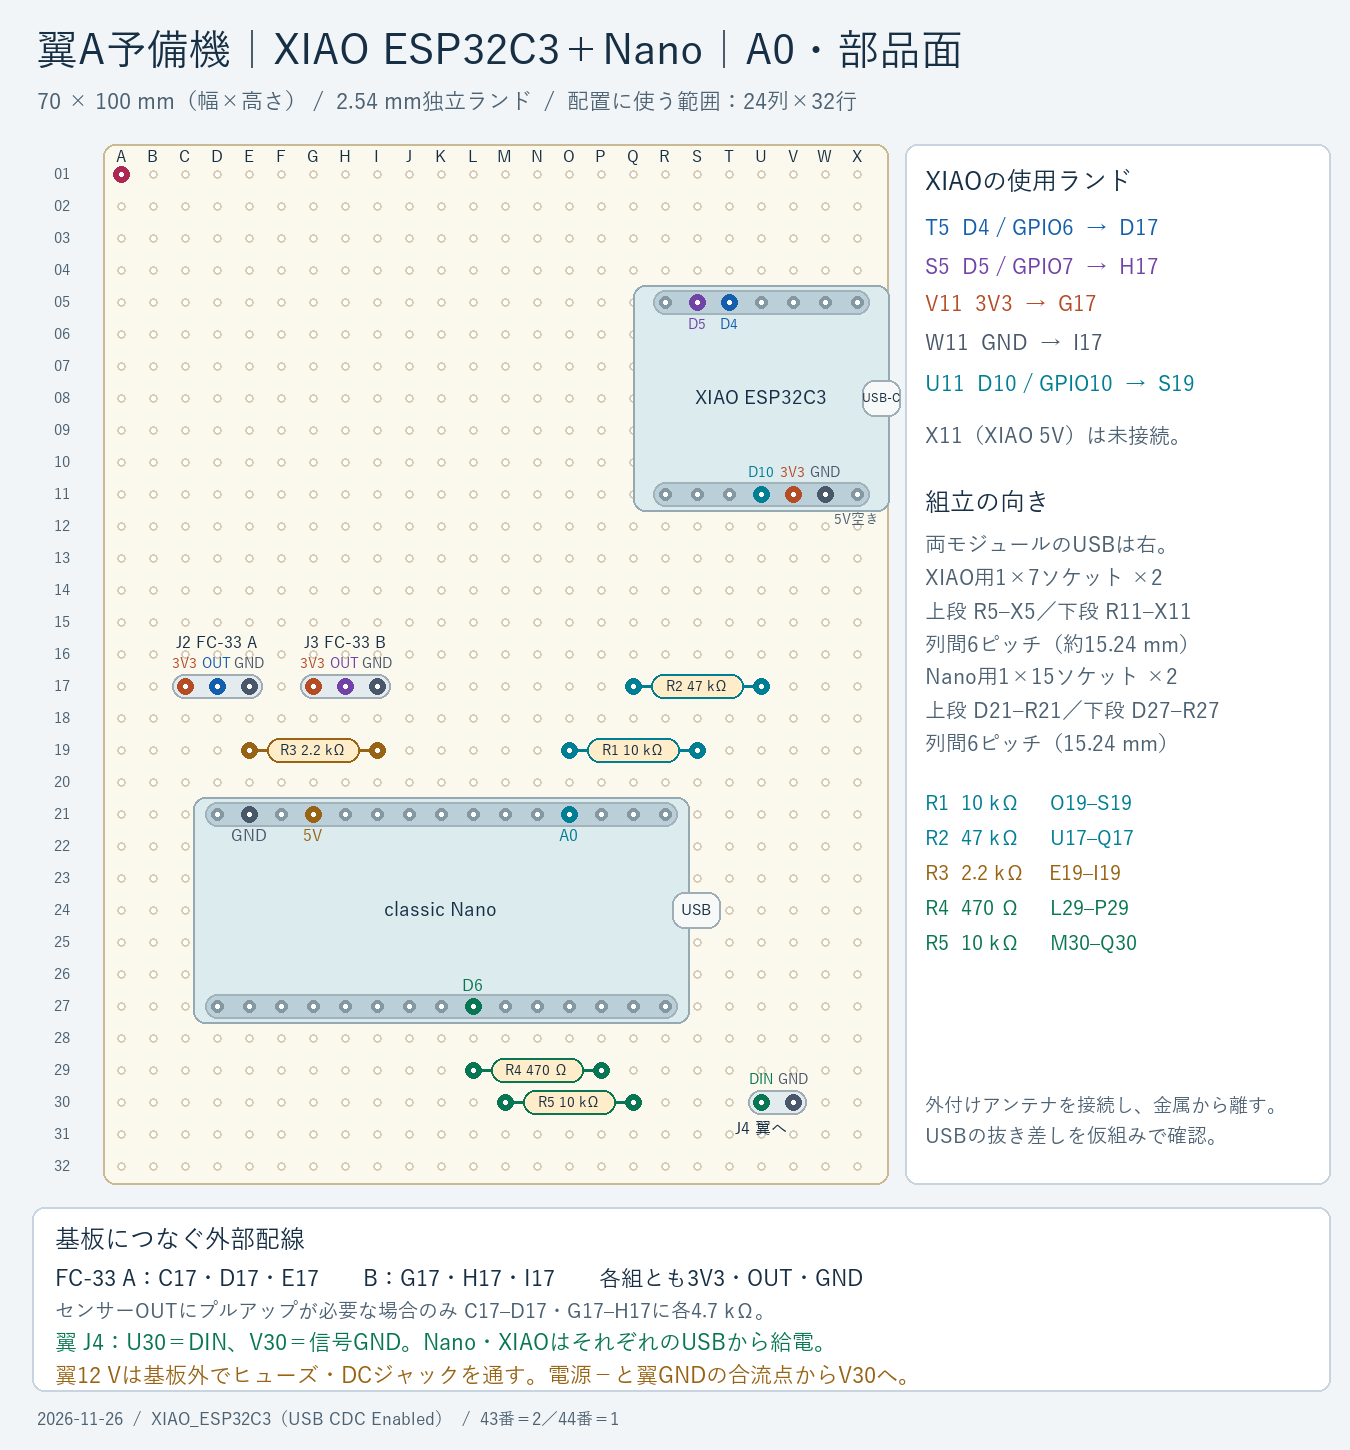 翼A予備機｜XIAO ESP32C3＋Nano｜A0・部品面
70 × 100 mm（幅×高さ） / 2.54 mm独立ランド / 配置に使う範囲：24列×32行
A B C D E F G H I J K L M N O P Q R S T U V W X
01
02
03
04
05
D5 D4
06
07
08
XIAO ESP32C3
USB-C
09
10
D10 3V3 GND
11
5V空き
12
13
14
15
J2 FC-33 A J3 FC-33 B
16
3V3 OUT GND 3V3 OUT GND
17
R2 47 kΩ
18
19
R3 2.2 kΩ R1 10 kΩ
20
21
GND 5V A0
22
23
24
classic Nano
USB
25
26
D6
27
28
29
R4 470 Ω
DIN GND
30
R5 10 kΩ
31
J4 翼へ
32
XIAOの使用ランド
T5 D4 / GPIO6 → D17
S5 D5 / GPIO7 → H17
V11 3V3 → G17
W11 GND → I17
U11 D10 / GPIO10 → S19
X11（XIAO 5V）は未接続。
組立の向き
両モジュールのUSBは右。
XIAO用1×7ソケット ×2
上段 R5–X5／下段 R11–X11
列間6ピッチ（約15.24 mm）
Nano用1×15ソケット ×2
上段 D21–R21／下段 D27–R27
列間6ピッチ（15.24 mm）
R1 10 kΩ O19–S19
R2 47 kΩ U17–Q17
R3 2.2 kΩ E19–I19
R4 470 Ω L29–P29
R5 10 kΩ M30–Q30
外付けアンテナを接続し、金属から離す。
USBの抜き差しを仮組みで確認。
基板につなぐ外部配線
FC-33 A：C17・D17・E17 B：G17・H17・I17 各組とも3V3・OUT・GND
センサーOUTにプルアップが必要な場合のみ C17–D17・G17–H17に各4.7 kΩ。
翼 J4：U30＝DIN、V30＝信号GND。Nano・XIAOはそれぞれのUSBから給電。
翼12 Vは基板外でヒューズ・DCジャックを通す。電源－と翼GNDの合流点からV30へ。
2026-11-26 / XIAO_ESP32C3（USB CDC Enabled） / 43番＝2／44番＝1